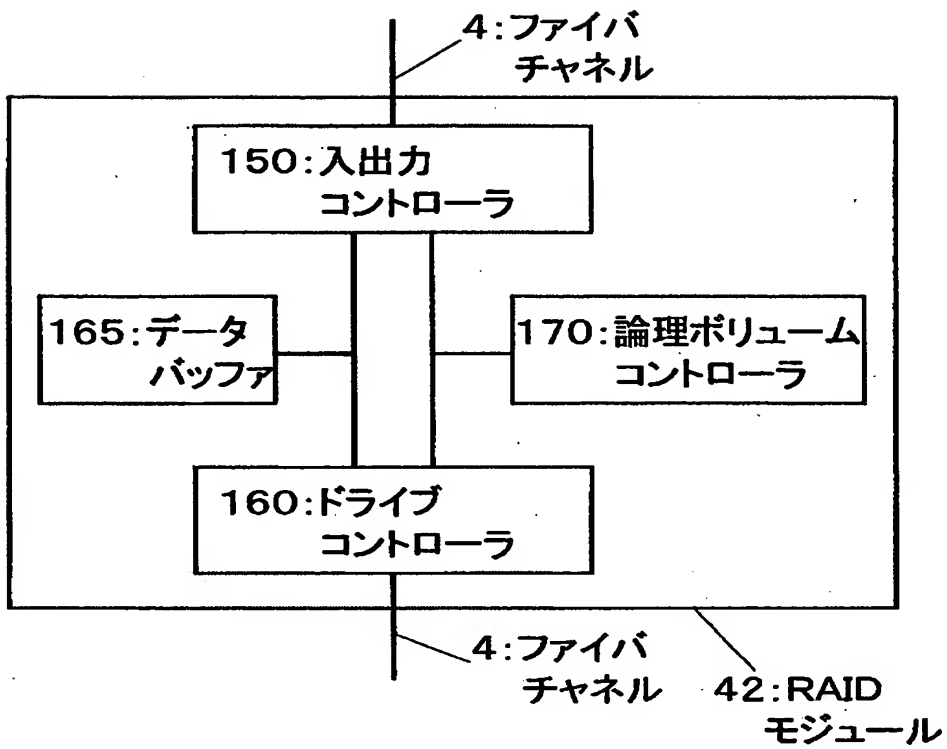 4:ファイバ
チャネル
150:入出力
コントローラ
165:データ
バッファ
170:論理ボリューム
コントローラ
160:ドライブ
コントローラ
4:ファイバ
チャネル
42:RAID
モジュール